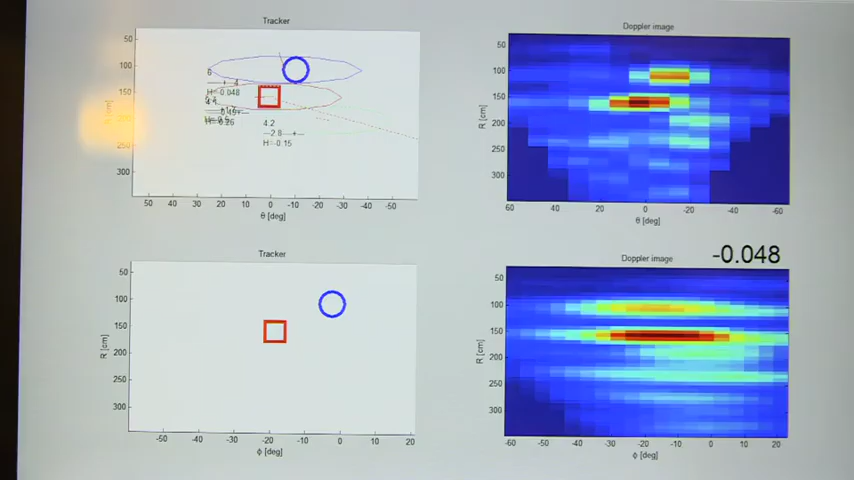 Tracker
50
100
150
200
250
300
R [cm]
50 40 30 20 10 0 -10 -20 -30 -40 -50
θ [deg]
H=-0.048
4.2
-2.8
H=-0.15
Doppler image
50
100
150
200
250
300
R [cm]
60 40 20 0 -20 -40 -60
θ [deg]
Tracker
50
100
150
200
250
300
R [cm]
-50 -40 -30 -20 -10 0 10 20
ϕ [deg]
Doppler image
-0.048
50
100
150
200
250
300
R [cm]
-60 -50 -40 -30 -20 -10 0 10 20
ϕ [deg]